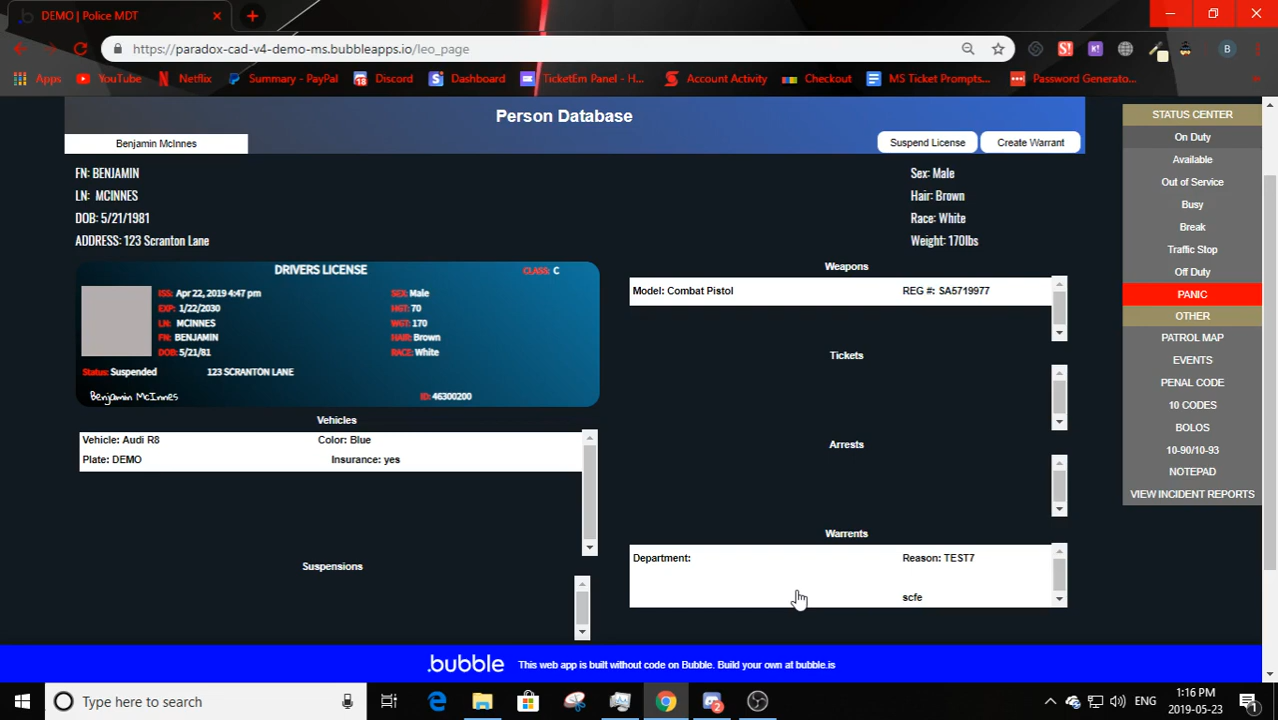 DEMO | Police MDT
https://paradox-cad-v4-demo-ms.bubbleapps.io/leo_page
B
Apps YouTube Netflix Summary - PayPal Discord Dashboard TicketEm Panel - H... Account Activity Checkout MS Ticket Prompts... Password Generato...
Person Database
Benjamin McInnes
Suspend License
Create Warrant
FN: BENJAMIN
LN: MCINNES
DOB: 5/21/1981
ADDRESS: 123 Scranton Lane
Sex: Male
Hair: Brown
Race: White
Weight: 170lbs
DRIVERS LICENSE
CLASS: C
ISS: Apr 22, 2019 4:47 pm
EXP: 1/22/2030
LN: MCINNES
FN: BENJAMIN
DOB: 5/21/81
SEX: Male
HGT: 70
WGT: 170
HAIR: Brown
RACE: White
Status: Suspended
123 SCRANTON LANE
Benjamin McInnes
ID: 46300200
Vehicles
Vehicle: Audi R8 Color: Blue
Plate: DEMO Insurance: yes
Suspensions
Weapons
Model: Combat Pistol REG #: SA5719977
Tickets
Arrests
Warrents
Department: Reason: TEST7
scfe
STATUS CENTER
On Duty
Available
Out of Service
Busy
Break
Traffic Stop
Off Duty
PANIC
OTHER
PATROL MAP
EVENTS
PENAL CODE
10 CODES
BOLOS
10-90/10-93
NOTEPAD
VIEW INCIDENT REPORTS
.bubble This web app is built without code on Bubble. Build your own at bubble.is
Type here to search
2
ENG
1:16 PM
2019-05-23
1